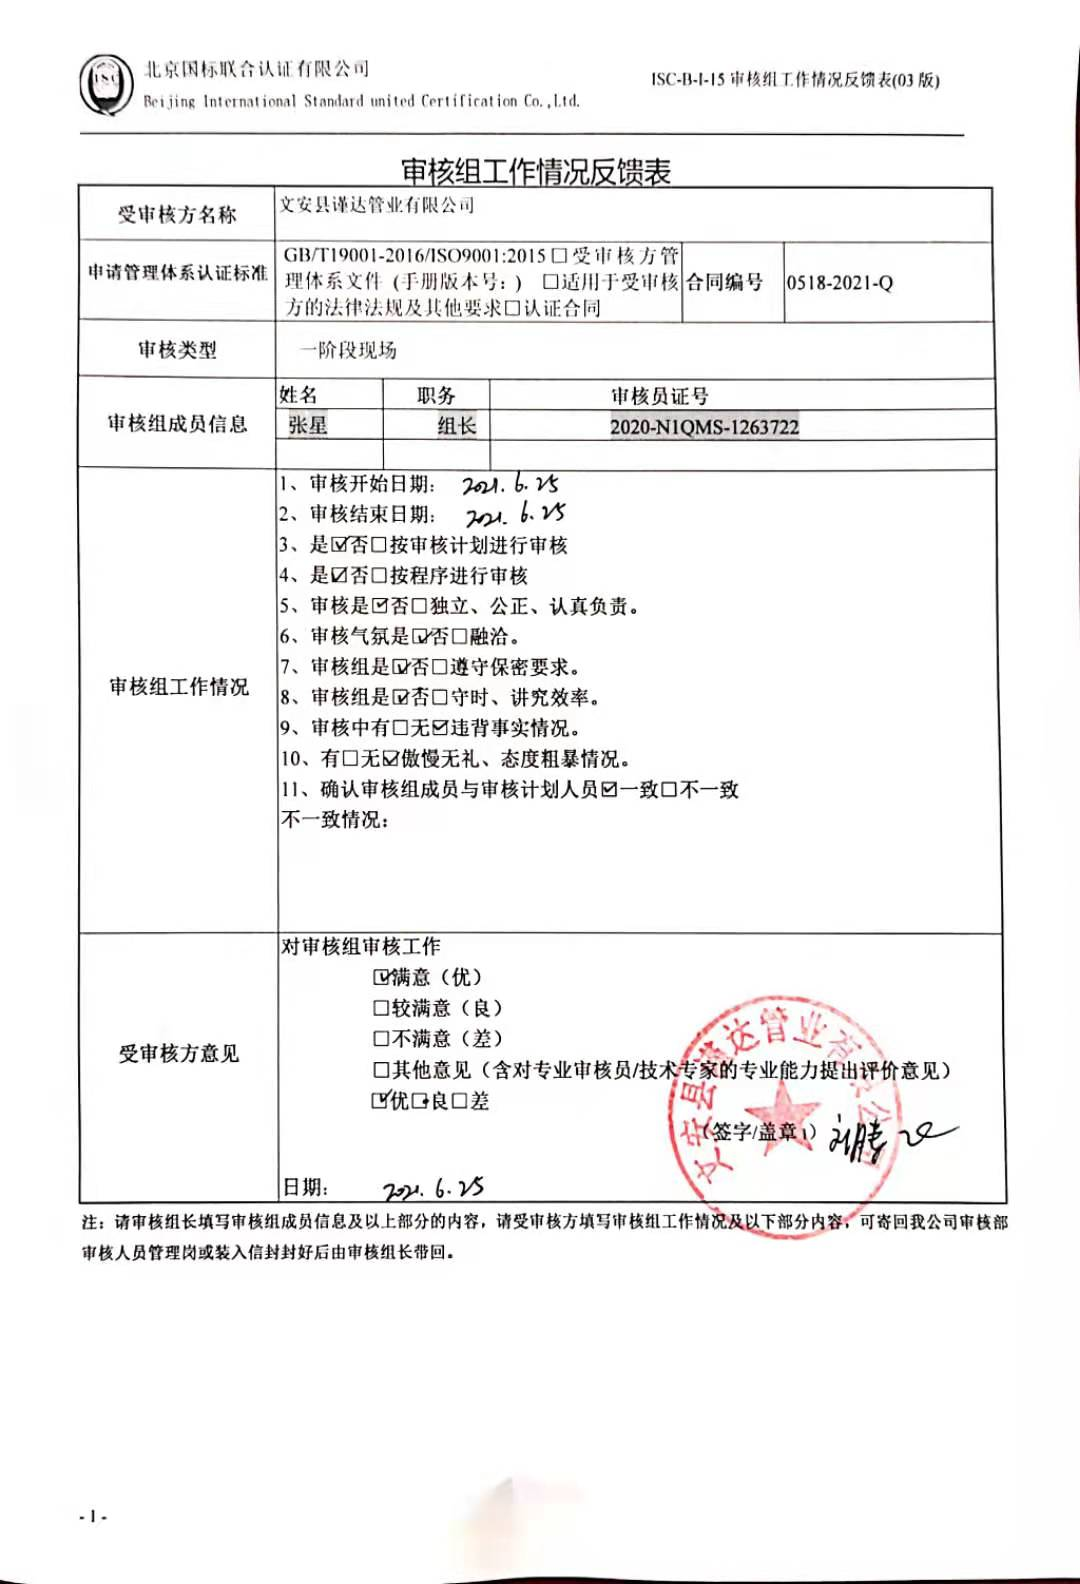 ISC
北京国标联合认证有限公司
Beijing International Standard united Certification Co.,Ltd.
ISC-B-I-15 审核组工作情况反馈表(03 版)
审核组工作情况反馈表
受审核方名称
文安县谨达管业有限公司
申请管理体系认证标准
GB/T19001-2016/ISO9001:2015□受审核方管
理体系文件（手册版本号：）　□适用于受审核
方的法律法规及其他要求□认证合同
合同编号
0518-2021-Q
审核类型
一阶段现场
审核组成员信息
姓名 职务 审核员证号
张星 组长 2020-N1QMS-1263722
审核组工作情况
1、审核开始日期： 2021.6.25
2、审核结束日期： 2021.6.25
3、是☑否□按审核计划进行审核
4、是☑否□按程序进行审核
5、审核是☑否□独立、公正、认真负责。
6、审核气氛是☑否□融洽。
7、审核组是☑否□遵守保密要求。
8、审核组是☑否□守时、讲究效率。
9、审核中有□无☑违背事实情况。
10、有□无☑傲慢无礼、态度粗暴情况。
11、确认审核组成员与审核计划人员☑一致□不一致
不一致情况：
受审核方意见
对审核组审核工作
☑满意（优）
□较满意（良）
□不满意（差）
□其他意见（含对专业审核员/技术专家的专业能力提出评价意见）
☑优□良□差
文安县谨达管业有限公司
（签字/盖章）
日期： 2021.6.25
注：请审核组长填写审核组成员信息及以上部分的内容，请受审核方填写审核组工作情况及以下部分内容，可寄回我公司审核部
审核人员管理岗或装入信封封好后由审核组长带回。
- 1 -